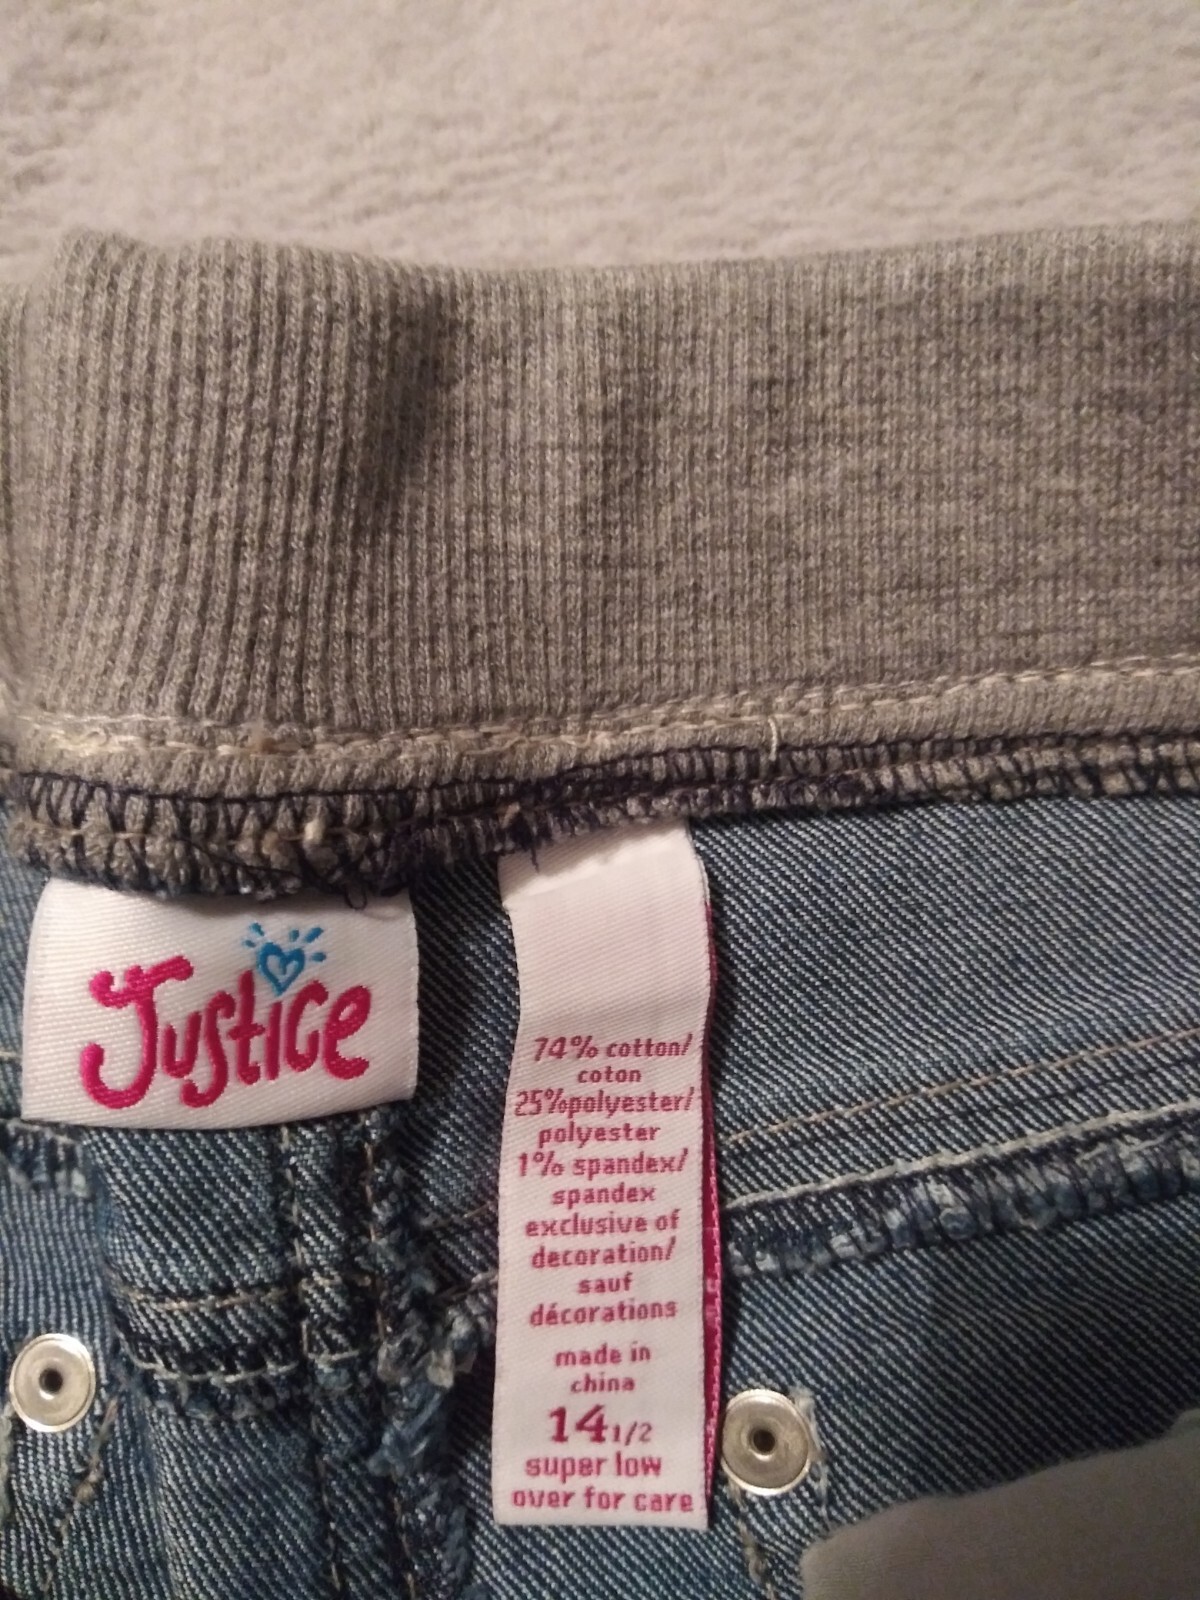 Justice
74% cotton/
coton
25%polyester/
polyester
1% spandex/
spandex
exclusive of
decoration/
sauf
décorations
made in
china
14 1/2
super low
over for care